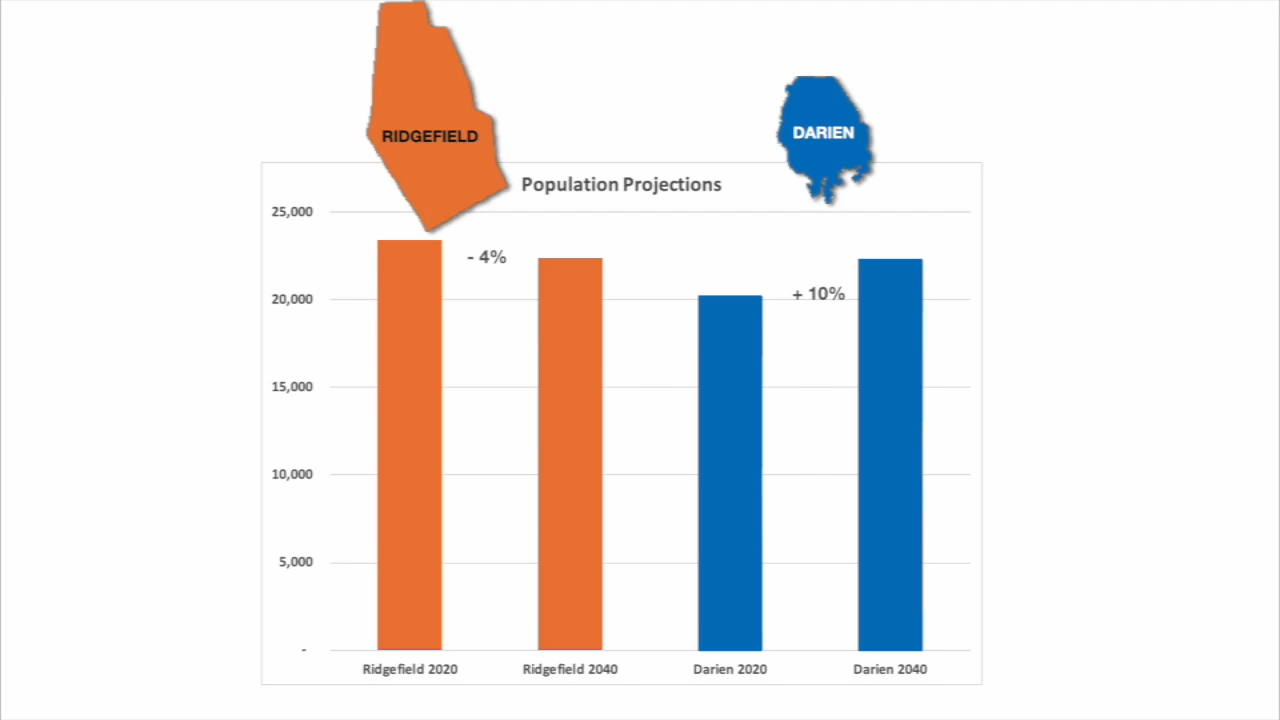 RIDGEFIELD
DARIEN
Population Projections
25,000
20,000
15,000
10,000
5,000
-
- 4%
+ 10%
Ridgefield 2020
Ridgefield 2040
Darien 2020
Darien 2040